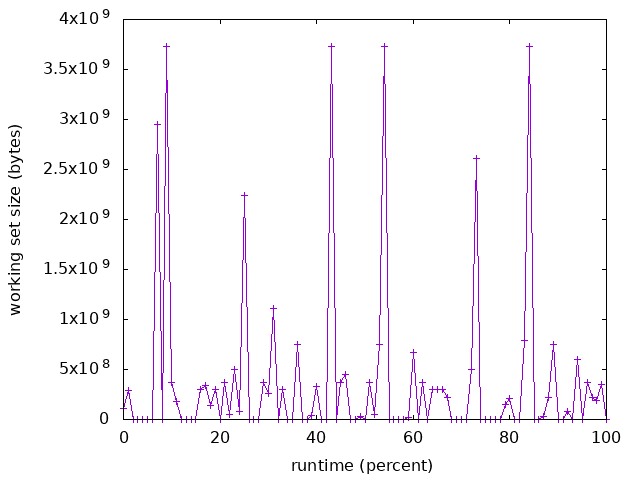 4x10^9
3.5x10^9
3x10^9
2.5x10^9
2x10^9
1.5x10^9
1x10^9
5x10^8
0
working set size (bytes)
0 20 40 60 80 100
runtime (percent)